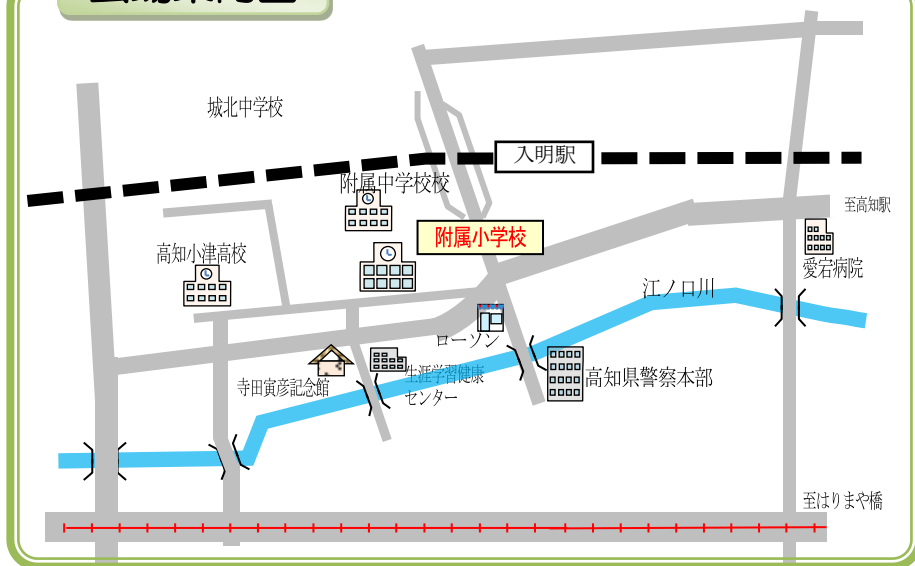 城北中学校
入明駅
附属中学校校
至高知駅
附属小学校
高知小津高校
愛宕病院
江ノ口川
ローソン
生涯学習健康
センター
高知県警察本部
寺田寅彦記念館
至はりまや橋